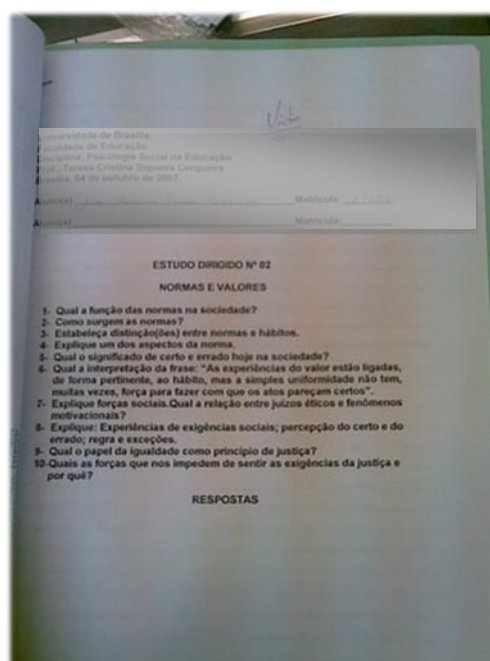 Visto
Universidade de Brasília
Faculdade de Educação
Disciplina: Psicologia Social na Educação
Prof.: Teresa Cristina Siqueira Cerqueira
Brasília, 04 de outubro de 2007.
Aluno(a) Matrícula:
Aluno(a) Matrícula:
ESTUDO DIRIGIDO Nº 02
NORMAS E VALORES
1- Qual a função das normas na sociedade?
2- Como surgem as normas?
3- Estabeleça distinção(ões) entre normas e hábitos.
4- Explique um dos aspectos da norma.
5- Qual o significado de certo e errado hoje na sociedade?
6- Qual a interpretação da frase: "As experiências do valor estão ligadas,
de forma pertinente, ao hábito, mas a simples uniformidade não tem,
muitas vezes, força para fazer com que os atos pareçam certos".
7- Explique forças sociais.Qual a relação entre juízos éticos e fenômenos
motivacionais?
8- Explique: Experiências de exigências sociais; percepção do certo e do
errado; regra e exceções.
9- Qual o papel da igualdade como princípio de justiça?
10-Quais as forças que nos impedem de sentir as exigências da justiça e
por quê?
RESPOSTAS